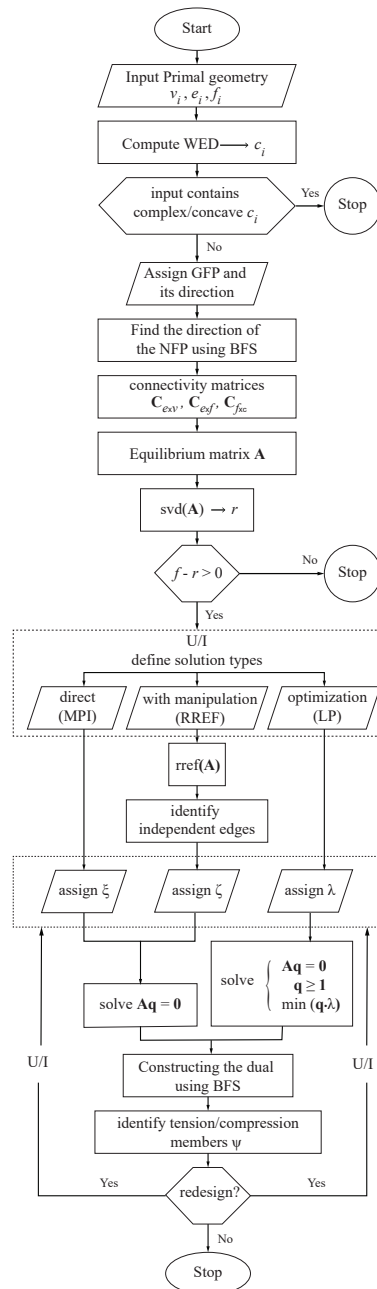 Start
Input Primal geometry
v_i , e_i , f_i
Compute WED⟶ c_i
input contains
complex/concave c_i
Yes
Stop
No
Assign GFP and
its direction
Find the direction of
the NFP using BFS
connectivity matrices
C_{e×v} , C_{e×f} , C_{f×c}
Equilibrium matrix A
svd(A) → r
f - r > 0
No
Stop
Yes
U/I
define solution types
direct
(MPI)
with manipulation
(RREF)
optimization
(LP)
rref(A)
identify
independent edges
assign ξ
assign ζ
assign λ
solve Aq = 0
solve { Aq = 0
q ≥ 1
min (q·λ)
U/I
U/I
Constructing the dual
using BFS
identify tension/compression
members ψ
Yes
redesign?
Yes
No
Stop